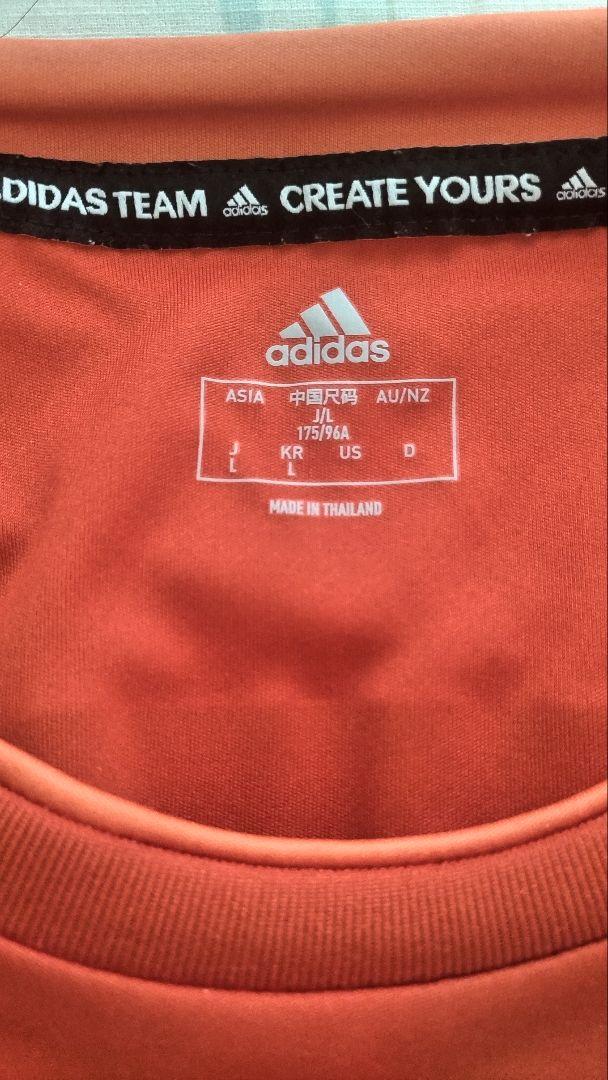 ADIDAS TEAM adidas CREATE YOURS adidas
adidas
ASIA 中国尺码 AU/NZ
J/L
175/96A
J KR US D
L L
MADE IN THAILAND